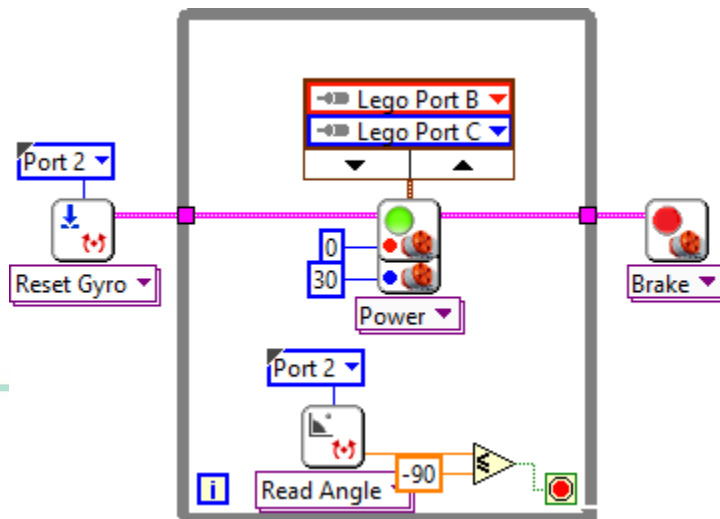 Lego Port B
Lego Port C
Port 2
Reset Gyro
0
30
Power
Brake
Port 2
Read Angle
-90
≤
i